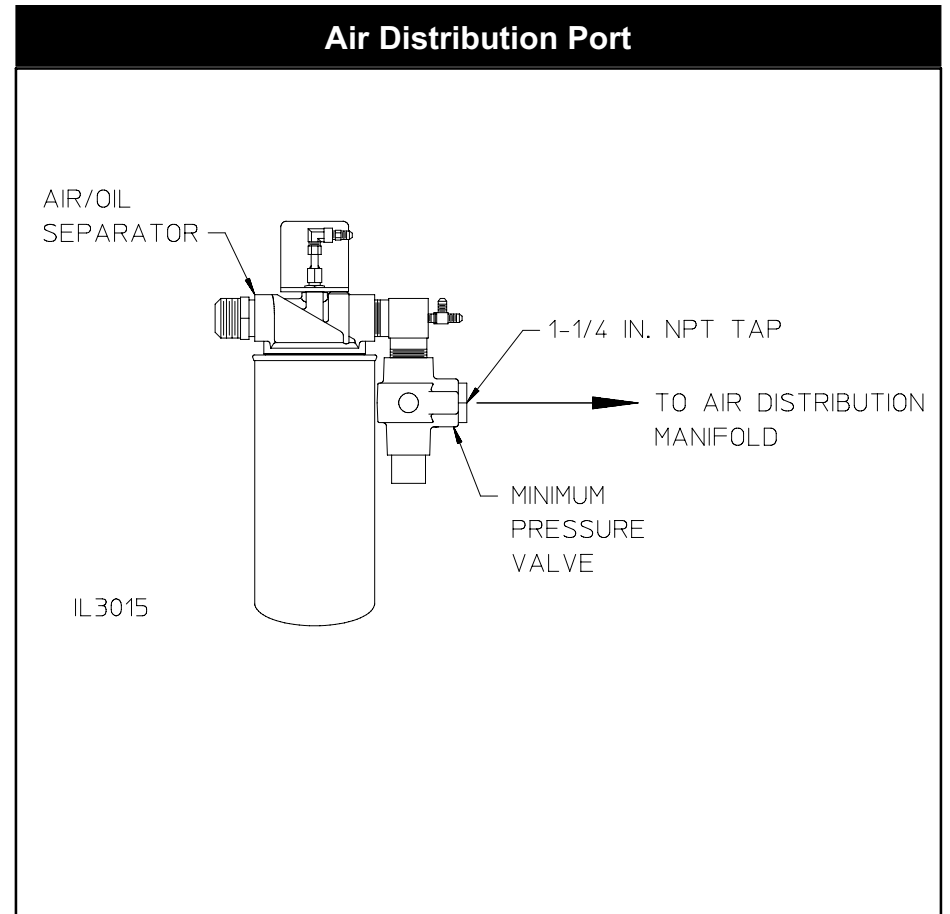 Air Distribution Port
AIR/OIL
SEPARATOR
1-1/4 IN. NPT TAP
TO AIR DISTRIBUTION
MANIFOLD
MINIMUM
PRESSURE
VALVE
IL3015